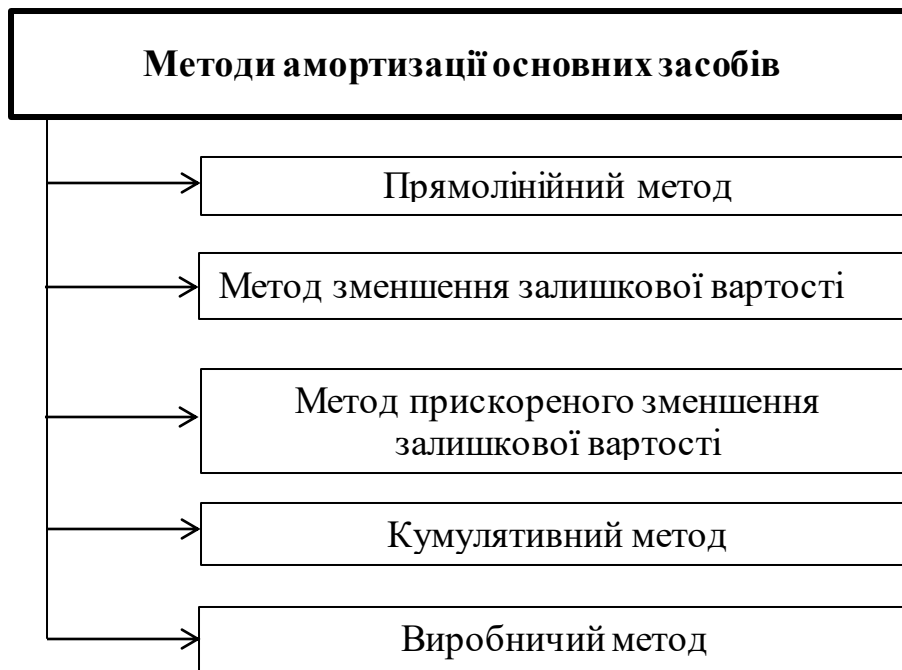 Методи амортизації основних засобів
Прямолінійний метод
Метод зменшення залишкової вартості
Метод прискореного зменшення
залишкової вартості
Кумулятивний метод
Виробничий метод